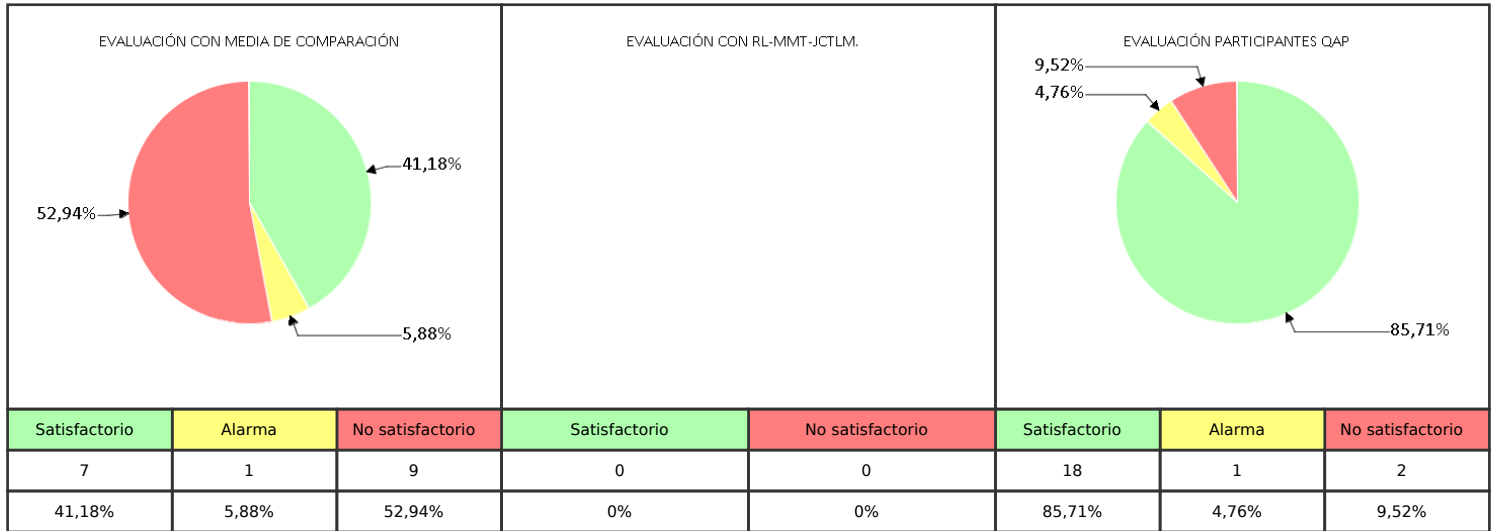 EVALUACIÓN CON MEDIA DE COMPARACIÓN
41,18%
52,94%
5,88%
EVALUACIÓN CON RL-MMT-JCTLM.
EVALUACIÓN PARTICIPANTES QAP
9,52%
4,76%
85,71%
Satisfactorio Alarma No satisfactorio Satisfactorio No satisfactorio Satisfactorio Alarma No satisfactorio
7 1 9 0 0 18 1 2
41,18% 5,88% 52,94% 0% 0% 85,71% 4,76% 9,52%